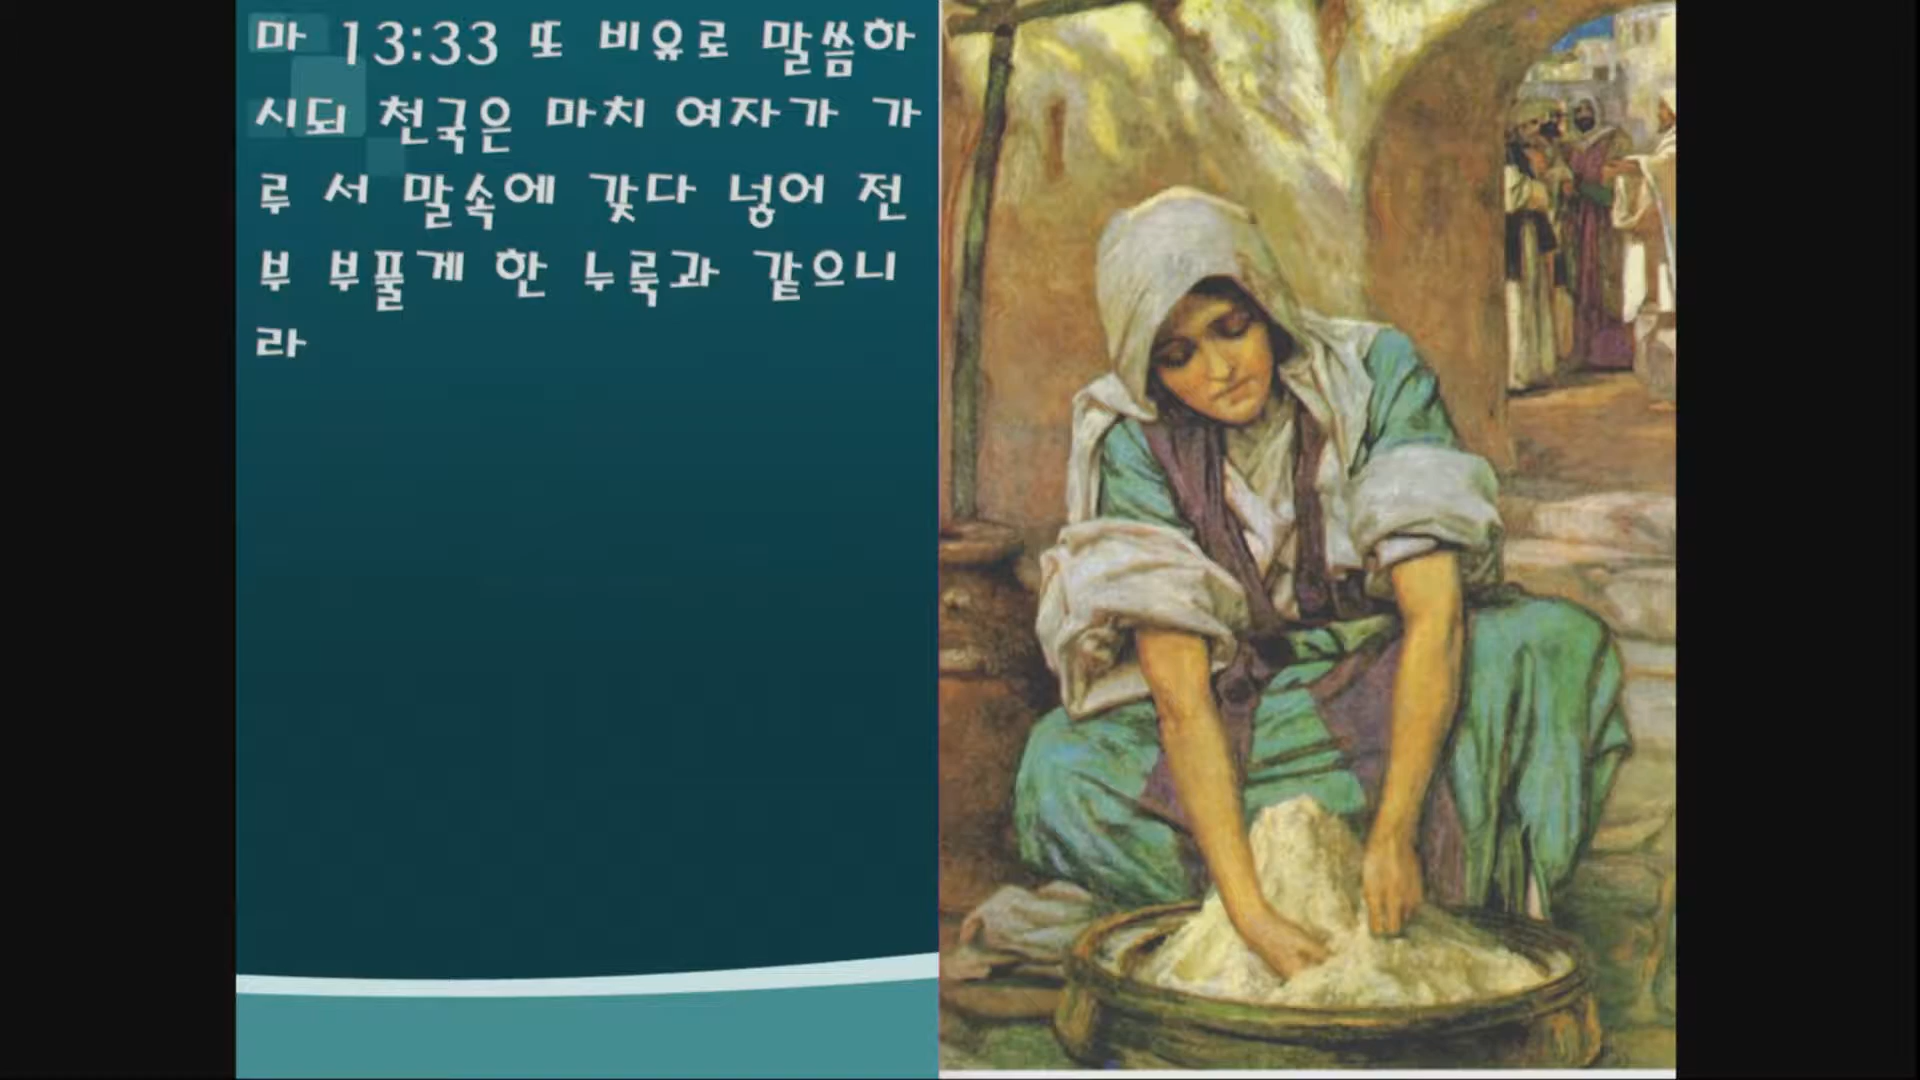 마 13:33 또 비유로 말씀하
시되 천국은 마치 여자가 가
루 서 말속에 갖다 넣어 전
부 부풀게 한 누룩과 같으니
라